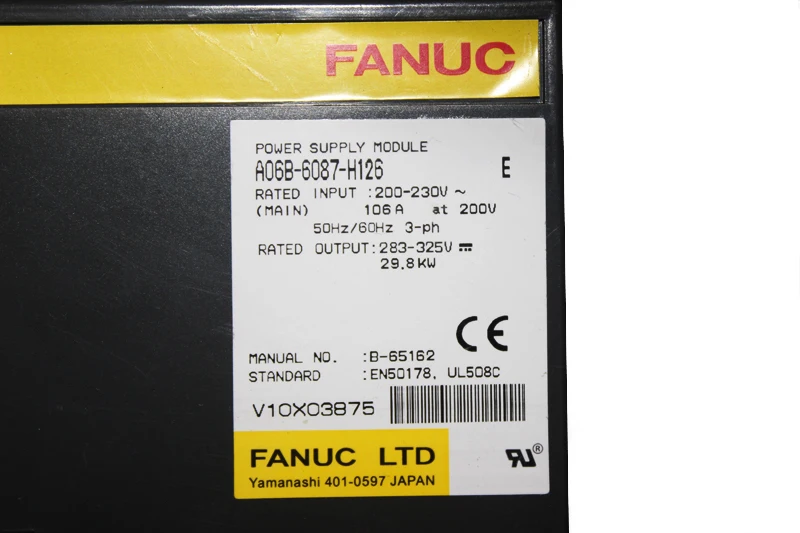 FANUC
POWER SUPPLY MODULE
A06B-6087-H126 E
RATED INPUT :200-230V ~
(MAIN) 106A at 200V
50Hz/60Hz 3-ph
RATED OUTPUT:283-325V ⎓
29.8KW
CE
MANUAL NO. :B-65162
STANDARD :EN50178, UL508C
V10X03875
FANUC LTD
Yamanashi 401-0597 JAPAN
RU®